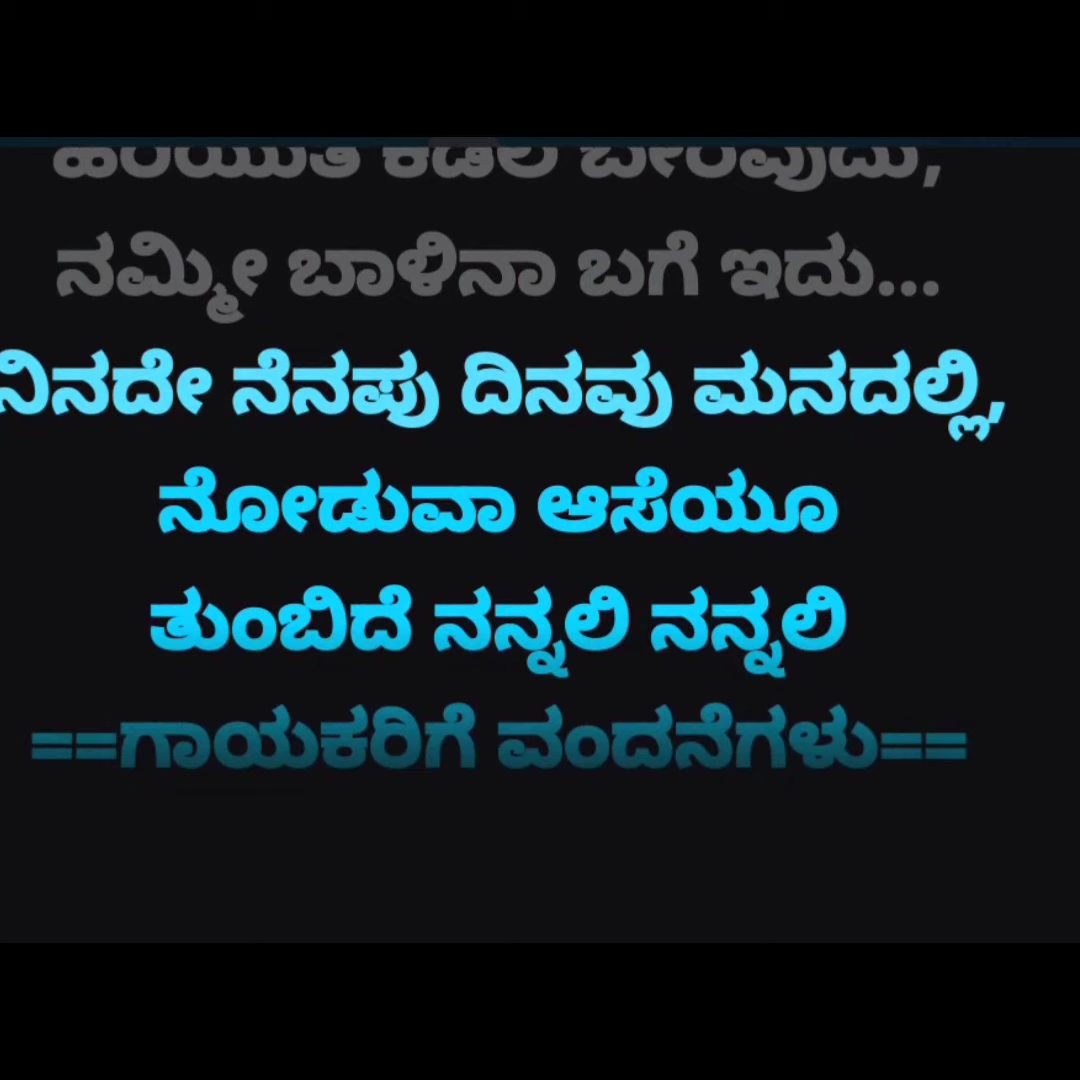 ನಮ್ಮೀ ಬಾಳಿನಾ ಬಗೆ ಇದು...
ನಿನದೇ ನೆನಪು ದಿನವು ಮನದಲ್ಲಿ,
ನೋಡುವಾ ಆಸೆಯೂ
ತುಂಬಿದೆ ನನ್ನಲಿ ನನ್ನಲಿ
==ಗಾಯಕರಿಗೆ ವಂದನೆಗಳು==